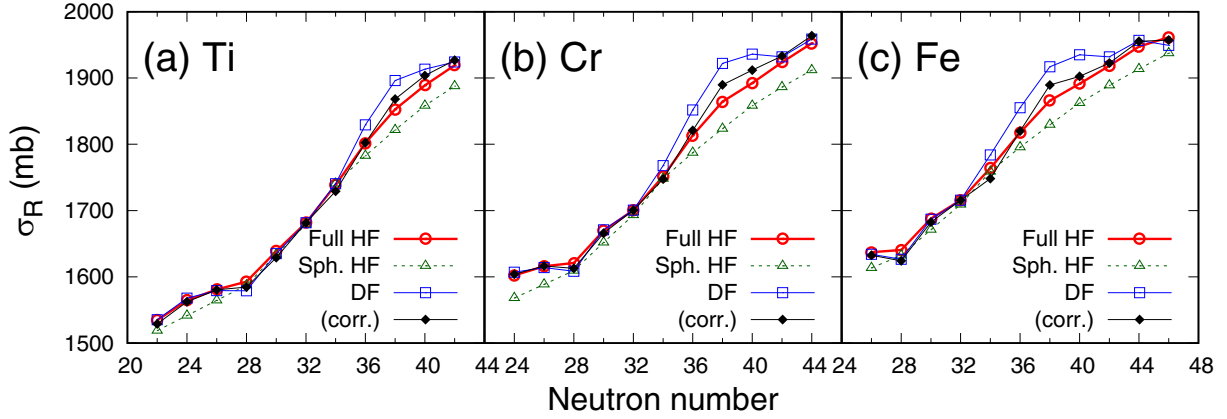 (a) Ti
(b) Cr
(c) Fe
σR (mb)
1900
1800
1700
1600
1500
Full HF
Sph. HF
DF
(corr.)
Full HF
Sph. HF
DF
(corr.)
Full HF
Sph. HF
DF
(corr.)
20 24 28 32 36 40 44 24 28 32 36 40 44 24 28 32 36 40 44 48
Neutron number